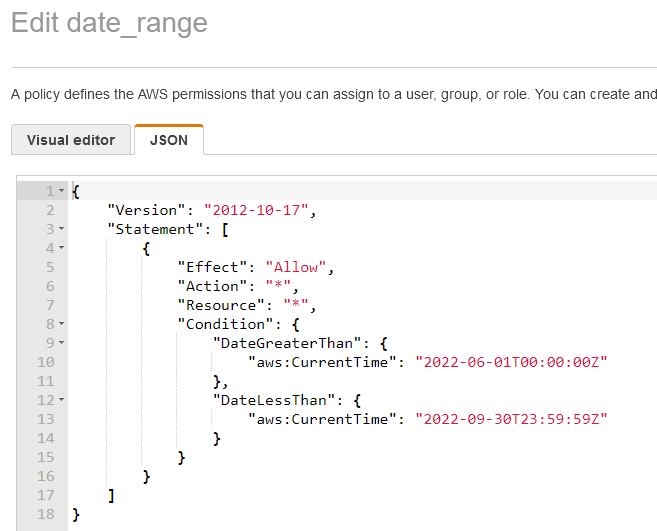 Edit date_range
A policy defines the AWS permissions that you can assign to a user, group, or role. You can create and
Visual editor JSON
1 {
2 "Version": "2012-10-17",
3 "Statement": [
4 {
5 "Effect": "Allow",
6 "Action": "*",
7 "Resource": "*",
8 "Condition": {
9 "DateGreaterThan": {
10 "aws:CurrentTime": "2022-06-01T00:00:00Z"
11 },
12 "DateLessThan": {
13 "aws:CurrentTime": "2022-09-30T23:59:59Z"
14 }
15 }
16 }
17 ]
18 }